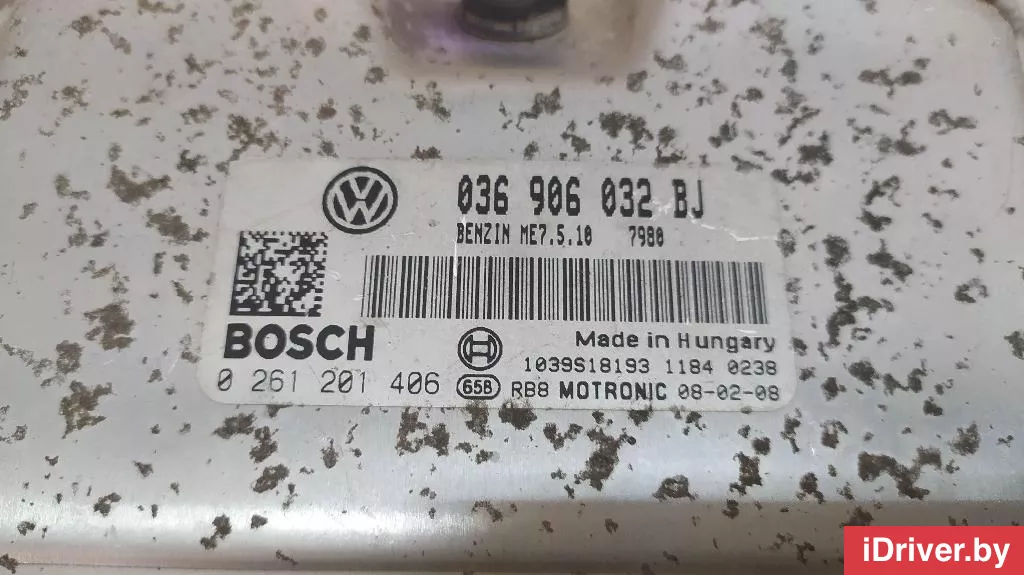 036 906 032 BJ
BENZIN ME7.5.10 7980
BOSCH
Made in Hungary
1039S18193 1184 0238
0 261 201 406 658 RB8 MOTRONIC 08-02-08
iDriver.by